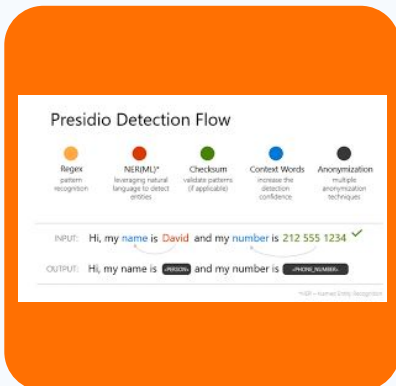 Presidio Detection Flow
Regex
pattern
recognition
NER(ML)*
leveraging natural
language to detect
entities
Checksum
validate patterns
(if applicable)
Context Words
increase the
detection
confidence
Anonymization
multiple
anonymization
techniques
INPUT: Hi, my name is David and my number is 212 555 1234
OUTPUT: Hi, my name is <PERSON> and my number is <PHONE_NUMBER>
*NER – Named Entity Recognition